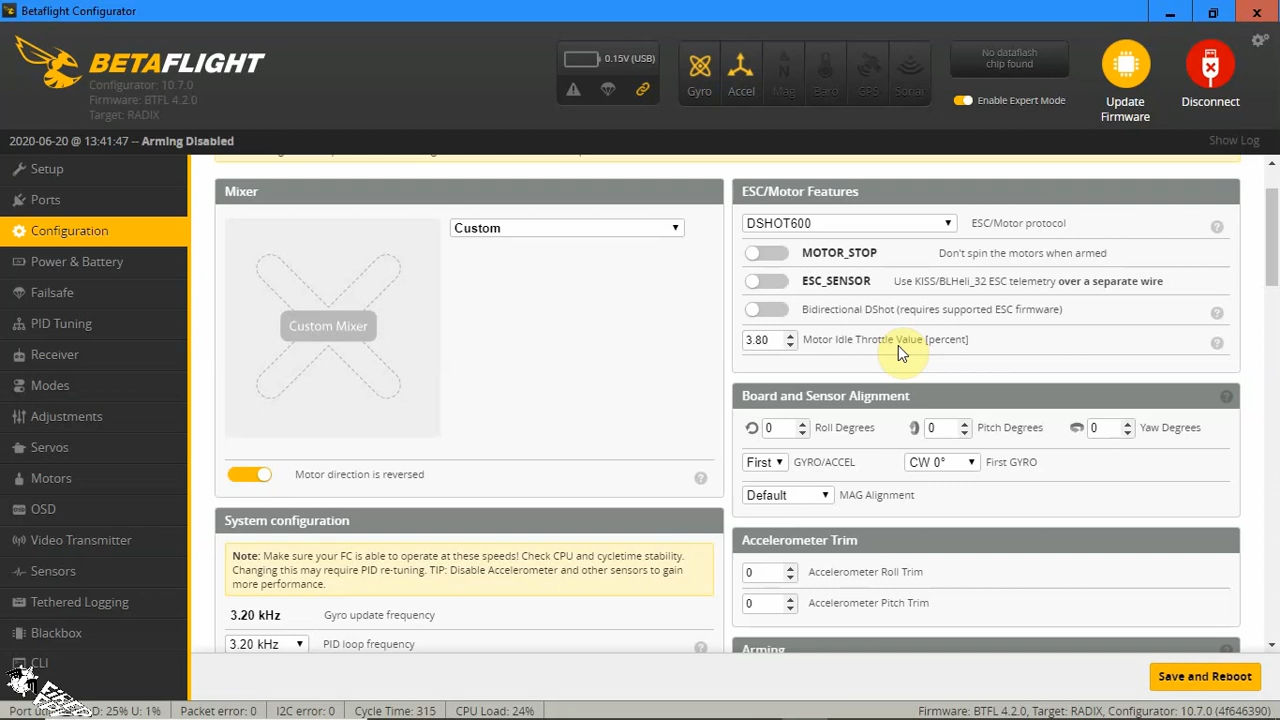 Betaflight Configurator
BETAFLIGHT
Configurator: 10.7.0
Firmware: BTFL 4.2.0
Target: RADIX
0.15V (USB)
Gyro
Accel
Mag
Baro
GPS
Sonar
No dataflash
chip found
Enable Expert Mode
Update
Firmware
Disconnect
2020-06-20 @ 13:41:47 -- Arming Disabled
Show Log
Setup
Ports
Configuration
Power & Battery
Failsafe
PID Tuning
Receiver
Modes
Adjustments
Servos
Motors
OSD
Video Transmitter
Sensors
Tethered Logging
Blackbox
CLI
Mixer
Custom
Custom Mixer
Motor direction is reversed
System configuration
Note: Make sure your FC is able to operate at these speeds! Check CPU and cycletime stability.
Changing this may require PID re-tuning. TIP: Disable Accelerometer and other sensors to gain
more performance.
3.20 kHz Gyro update frequency
3.20 kHz PID loop frequency
ESC/Motor Features
DSHOT600 ESC/Motor protocol
MOTOR_STOP Don't spin the motors when armed
ESC_SENSOR Use KISS/BLHeli_32 ESC telemetry over a separate wire
Bidirectional DShot (requires supported ESC firmware)
3.80 Motor Idle Throttle Value [percent]
Board and Sensor Alignment
0 Roll Degrees 0 Pitch Degrees 0 Yaw Degrees
First GYRO/ACCEL CW 0° First GYRO
Default MAG Alignment
Accelerometer Trim
0 Accelerometer Roll Trim
0 Accelerometer Pitch Trim
Arming
Save and Reboot
D: 25% U: 1% Packet error: 0 I2C error: 0 Cycle Time: 315 CPU Load: 24% Firmware: BTFL 4.2.0, Target: RADIX, Configurator: 10.7.0 (4f646390)